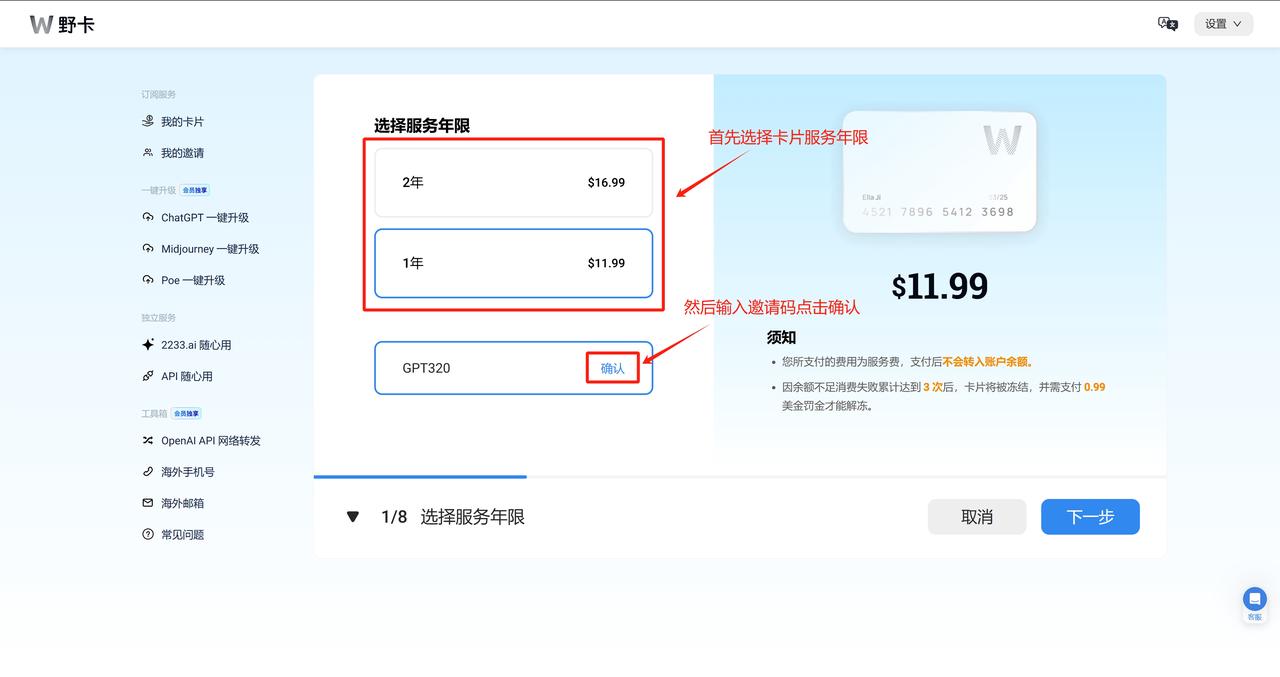 W 野卡
设置
订阅服务
我的卡片
我的邀请
一键升级 会员独享
ChatGPT 一键升级
Midjourney 一键升级
Poe 一键升级
独立服务
2233.ai 随心用
API 随心用
工具箱 会员独享
OpenAI API 网络转发
海外手机号
海外邮箱
常见问题
选择服务年限
2年 $16.99
1年 $11.99
GPT320 确认
首先选择卡片服务年限
然后输入邀请码点击确认
W
Ella Ji
4521 7896 5412 3698
$11.99
须知
您所支付的费用为服务费，支付后不会转入账户余额。
因余额不足消费失败累计达到 3 次后，卡片将被冻结，并需支付 0.99
美金罚金才能解冻。
1/8 选择服务年限
取消
下一步
客服